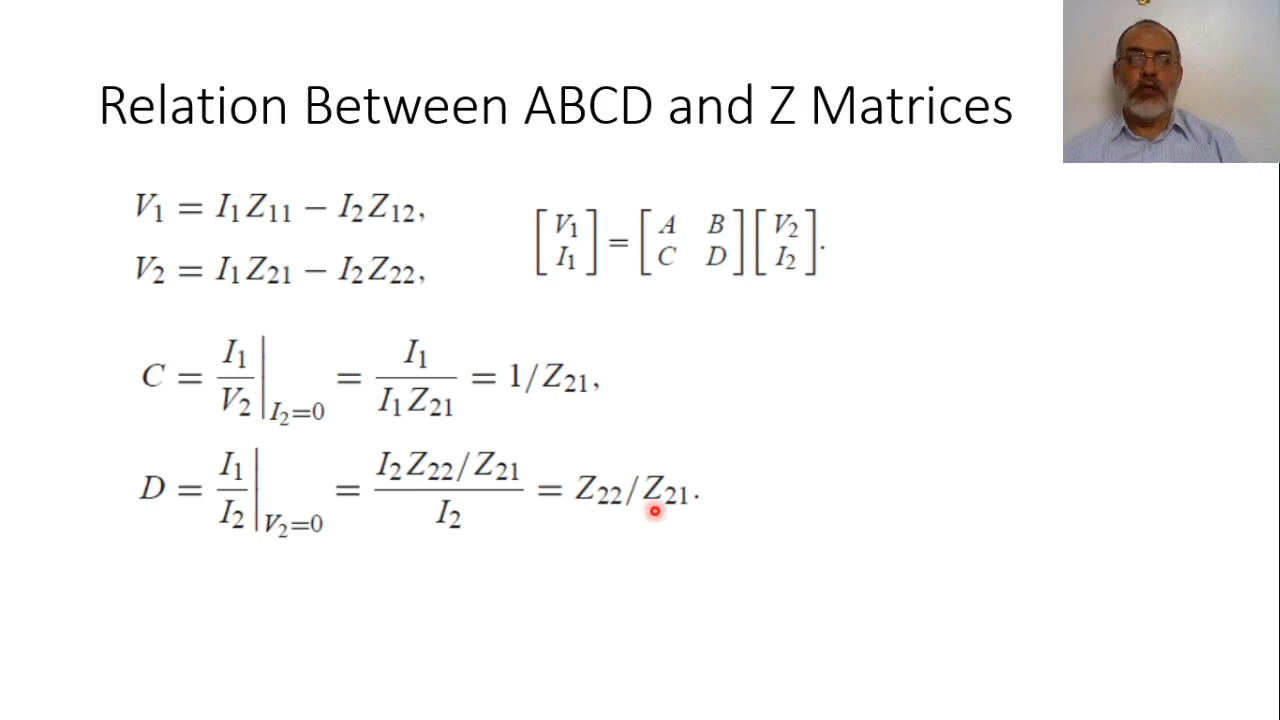 Relation Between ABCD and Z Matrices
V₁ = I₁Z₁₁ − I₂Z₁₂,
V₂ = I₁Z₂₁ − I₂Z₂₂,
[V₁ I₁] = [A B C D] [V₂ I₂].
C = I₁/V₂ |_{I₂=0} = I₁/(I₁Z₂₁) = 1/Z₂₁,
D = I₁/I₂ |_{V₂=0} = (I₂Z₂₂/Z₂₁)/I₂ = Z₂₂/Z₂₁.